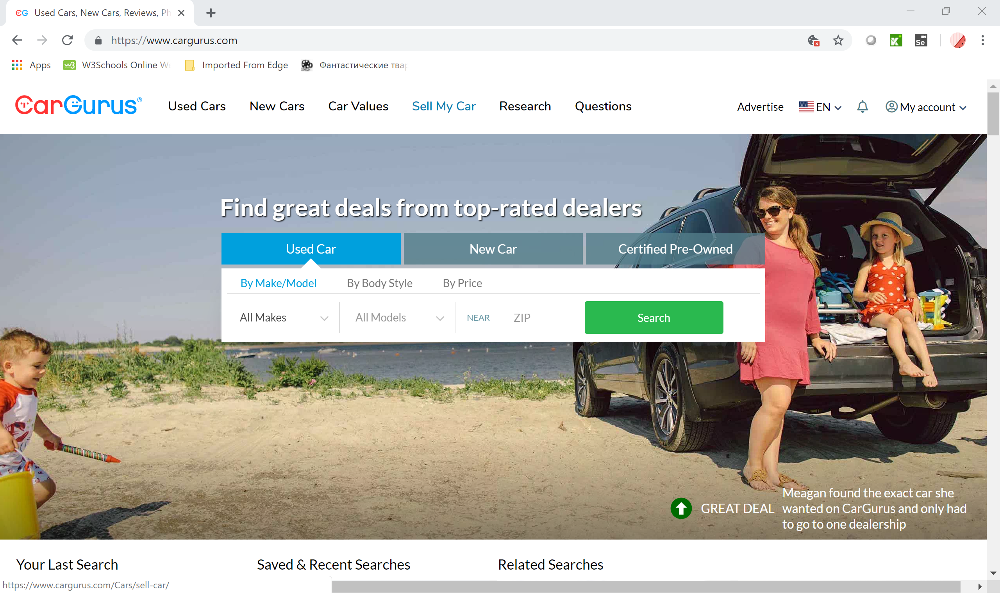 Used Cars, New Cars, Reviews, Ph
https://www.cargurus.com
Se
Apps
W3Schools Online We
Imported From Edge
Фантастические твар
CarGurus®
Used Cars
New Cars
Car Values
Sell My Car
Research
Questions
Advertise
EN
My account
Find great deals from top-rated dealers
Used Car
New Car
Certified Pre-Owned
By Make/Model
By Body Style
By Price
All Makes
All Models
NEAR
ZIP
Search
GREAT DEAL
Meagan found the exact car she
wanted on CarGurus and only had
to go to one dealership
Your Last Search
Saved & Recent Searches
Related Searches
https://www.cargurus.com/Cars/sell-car/